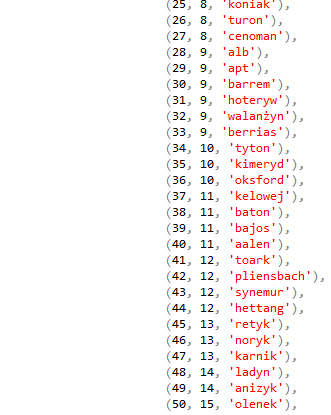 (25, 8, 'koniak'),
(26, 8, 'turon'),
(27, 8, 'cenoman'),
(28, 9, 'alb'),
(29, 9, 'apt'),
(30, 9, 'barrem'),
(31, 9, 'hoteryw'),
(32, 9, 'walanżyn'),
(33, 9, 'berrias'),
(34, 10, 'tyton'),
(35, 10, 'kimeryd'),
(36, 10, 'oksford'),
(37, 11, 'kelowej'),
(38, 11, 'baton'),
(39, 11, 'bajos'),
(40, 11, 'aalen'),
(41, 12, 'toark'),
(42, 12, 'pliensbach'),
(43, 12, 'synemur'),
(44, 12, 'hettang'),
(45, 13, 'retyk'),
(46, 13, 'noryk'),
(47, 13, 'karnik'),
(48, 14, 'ladyn'),
(49, 14, 'anizyk'),
(50, 15, 'olenek'),